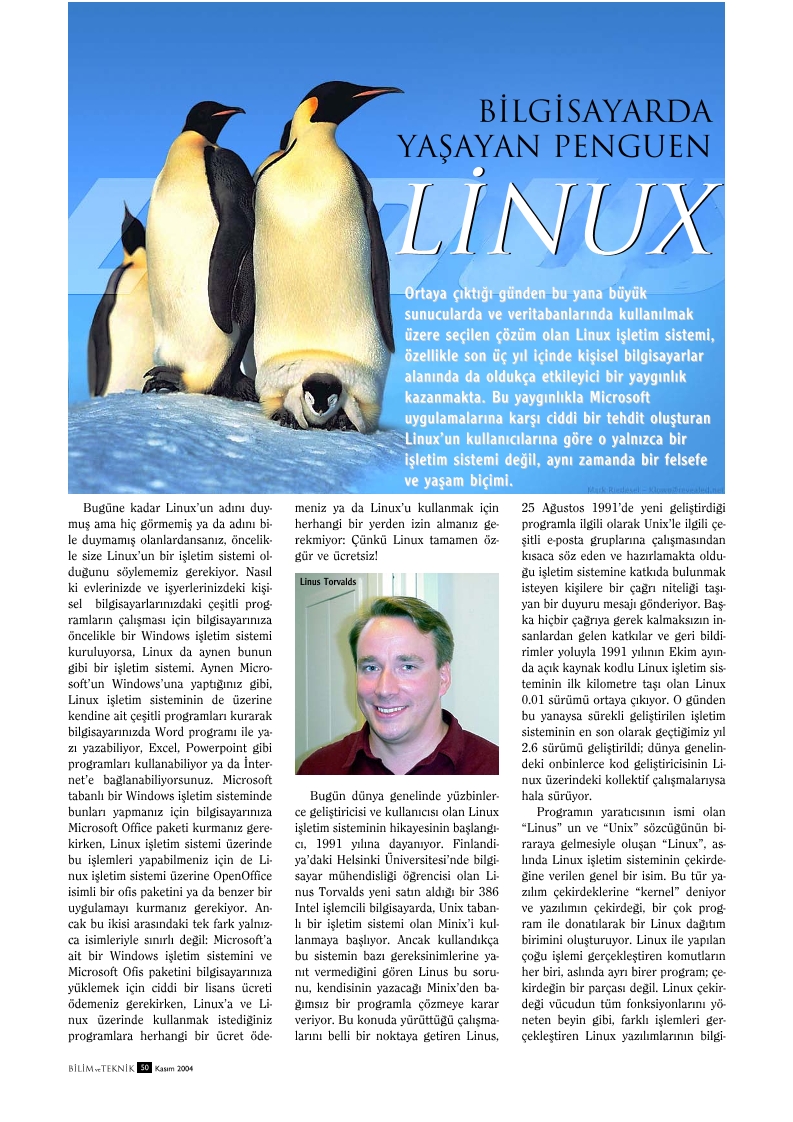 BİLGİSAYARDA
YAŞAYAN PENGUEN
LİNUX
Ortaya çıktığı günden bu yana büyük
sunucularda ve veritabanlarında kullanılmak
üzere seçilen çözüm olan Linux işletim sistemi,
özellikle son üç yıl içinde kişisel bilgisayarlar
alanında da oldukça etkileyici bir yaygınlık
kazanmakta. Bu yaygınlıkla Microsoft
uygulamalarına karşı ciddi bir tehdit oluşturan
Linux'un kullanıcılarına göre o yalnızca bir
işletim sistemi değil, aynı zamanda bir felsefe
ve yaşam biçimi.
Bugüne kadar Linux'un adını duy-
muş ama hiç görmemiş ya da adını bi-
le duymamış olanlardansanız, öncelik-
le size Linux'un bir işletim sistemi ol-
duğunu söylememiz gerekiyor. Nasıl
ki evlerinizde ve işyerlerinizdeki kişi-
sel bilgisayarlarınızdaki çeşitli prog-
ramların çalışması için bilgisayarınıza
öncelikle bir Windows işletim sistemi
kuruluyorsa, Linux da aynen bunun
gibi bir işletim sistemi. Aynen Micro-
soft'un Windows'una yaptığınız gibi,
Linux işletim sisteminin de üzerine
kendine ait çeşitli programları kurarak
bilgisayarınızda Word programı ile ya-
zı yazabiliyor, Excel, Powerpoint gibi
programları kullanabiliyor ya da İnter-
net'e bağlanabiliyorsunuz. Microsoft
tabanlı bir Windows işletim sisteminde
bunları yapmanız için bilgisayarınıza
Microsoft Office paketi kurmanız gere-
kirken, Linux işletim sistemi üzerinde
bu işlemleri yapabilmeniz için de Li-
nux işletim sistemi üzerine OpenOffice
isimli bir ofis paketini ya da benzer bir
uygulamayı kurmanız gerekiyor. An-
cak bu ikisi arasındaki tek fark yalnız-
ca isimleriyle sınırlı değil: Microsoft'a
ait bir Windows işletim sistemini ve
Microsoft Ofis paketini bilgisayarınıza
yüklemek için ciddi bir lisans ücreti
ödemeniz gerekirken, Linux'a ve Li-
nux üzerinde kullanmak istediğiniz
programlara herhangi bir ücret öde-
meniz ya da Linux'u kullanmak için
herhangi bir yerden izin almanız ge-
rekmiyor: Çünkü Linux tamamen öz-
gür ve ücretsiz!
Linus Torvalds
Bugün dünya genelinde yüzbinler-
ce geliştiricisi ve kullanıcısı olan Linux
işletim sisteminin hikayesinin başlangı-
cı, 1991 yılına dayanıyor. Finlandi-
ya'daki Helsinki Üniversitesi'nde bilgi-
sayar mühendisliği öğrencisi olan Li-
nus Torvalds yeni satın aldığı bir 386
Intel işlemcili bilgisayarda, Unix taban-
lı bir işletim sistemi olan Minix'i kul-
lanmaya başlıyor. Ancak kullandıkça
bu sistemin bazı gereksinimlerine ya-
nıt vermediğini gören Linus bu soru-
nu, kendisinin yazacağı Minix'den ba-
ğımsız bir programla çözmeye karar
veriyor. Bu konuda yürüttüğü çalışma-
larını belli bir noktaya getiren Linus,
25 Ağustos 1991'de yeni geliştirdiği
programla ilgili olarak Unix'le ilgili çe-
şitli e-posta gruplarına çalışmasından
kısaca söz eden ve hazırlamakta oldu-
ğu işletim sistemine katkıda bulunmak
isteyen kişilere bir çağrı niteliği taşı-
yan bir duyuru mesajı gönderiyor. Baş-
ka hiçbir çağrıya gerek kalmaksızın in-
sanlardan gelen katkılar ve geri bildi-
rimler yoluyla 1991 yılının Ekim ayın-
da açık kaynak kodlu Linux işletim sis-
teminin ilk kilometre taşı olan Linux
0.01 sürümü ortaya çıkıyor. O günden
bu yanaysa sürekli geliştirilen işletim
sisteminin en son olarak geçtiğimiz yıl
2.6 sürümü geliştirildi; dünya genelin-
deki onbinlerce kod geliştiricisinin Li-
nux üzerindeki kollektif çalışmalarıysa
hala sürüyor.
Programın yaratıcısının ismi olan
"Linus" un ve "Unix" sözcüğünün bi-
raraya gelmesiyle oluşan "Linux", as-
lında Linux işletim sisteminin çekirde-
ğine verilen genel bir isim. Bu tür ya-
zılım çekirdeklerine "kernel" deniyor
ve yazılımın çekirdeği, bir çok prog-
ram ile donatılarak bir Linux dağıtım
birimini oluşturuyor. Linux ile yapılan
çoğu işlemi gerçekleştiren komutların
her biri, aslında ayrı birer program; çe-
kirdeğin bir parçası değil. Linux çekir-
deği vücudun tüm fonksiyonlarını yö-
neten beyin gibi, farklı işlemleri ger-
çekleştiren Linux yazılımlarının bilgi-
BİLİM ve TEKNİK 50 Kasım 2004